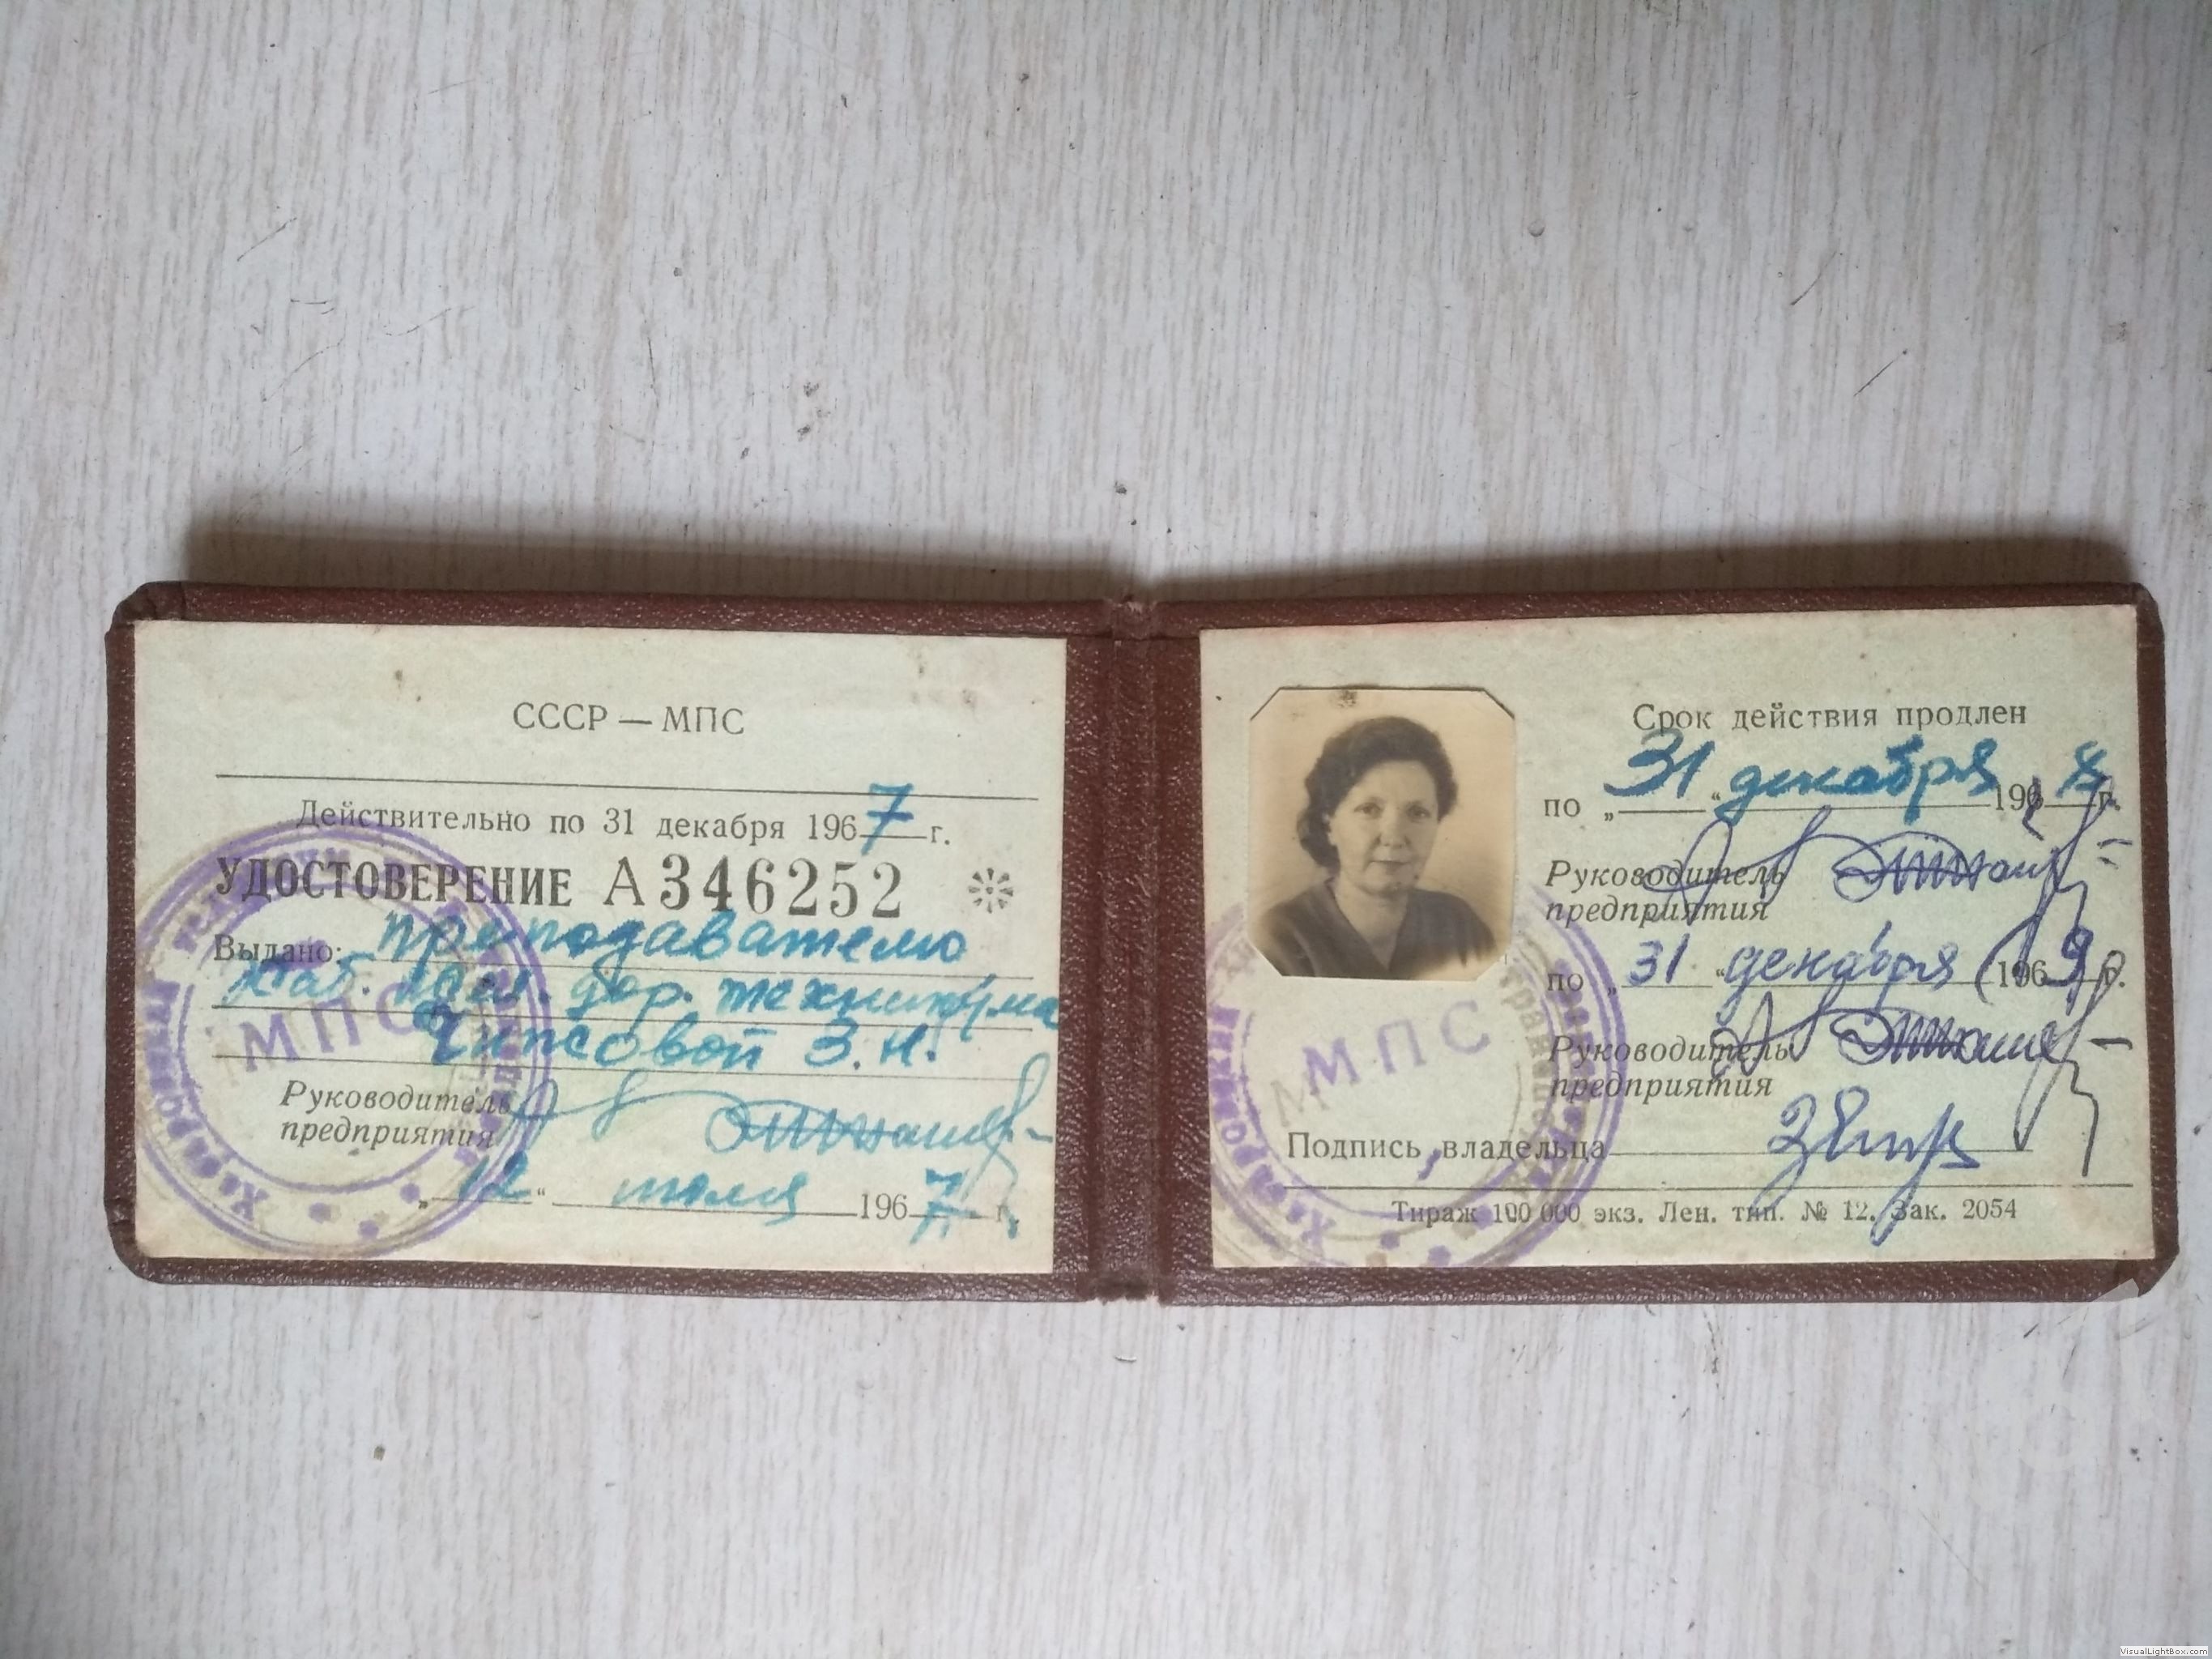 СССР — МПС
Действительно по 31 декабря 1967 г.
УДОСТОВЕРЕНИЕ А 346252
Выдано: преподавателю
Хаб. жел. дор. техникума
З. Н.
МПС
Руководитель
предприятия
„12“ июля 1967 г.
Срок действия продлен
по „31“ декабря 1968 г.
Руководитель
предприятия
по „31“ декабря 1969 г.
Руководитель
предприятия
МПС
Подпись владельца
Тираж 100 000 экз. Лен. тип. № 12. Зак. 2054
VisualLightBox.com